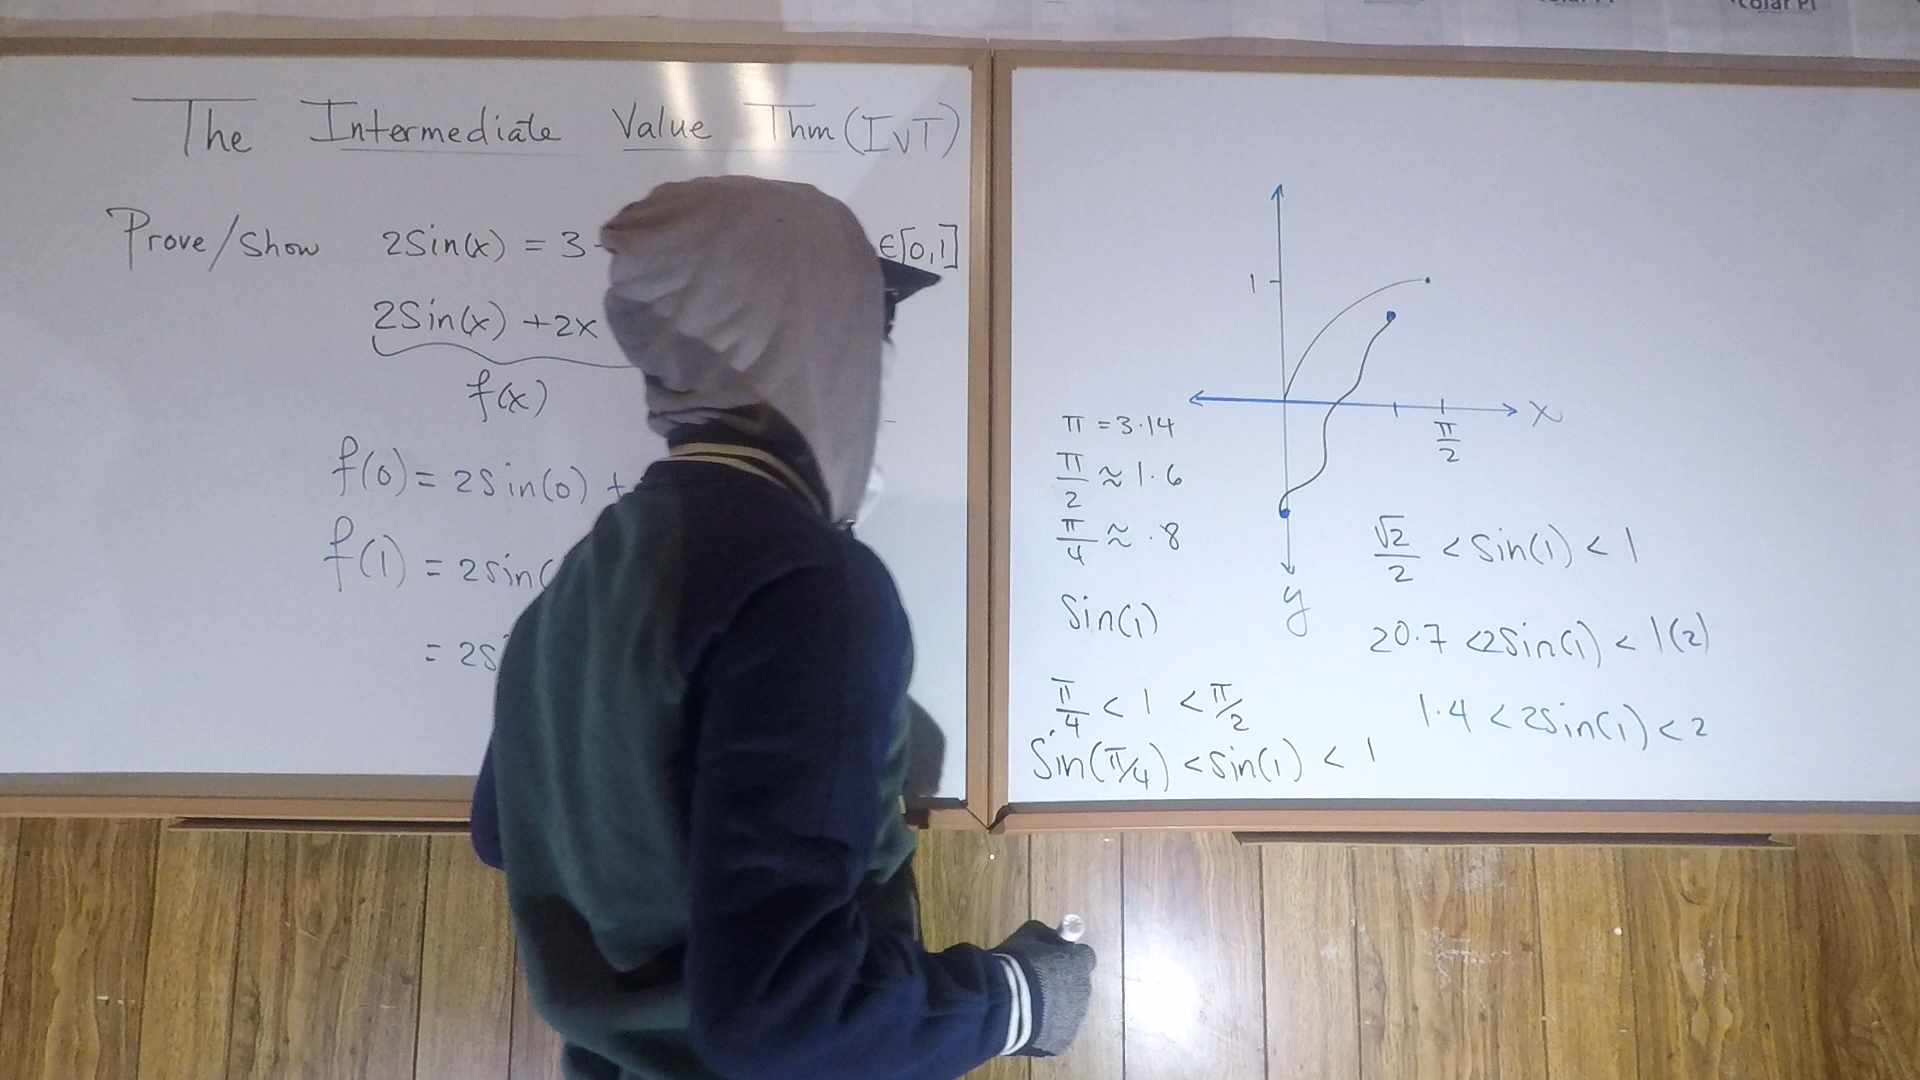 The Intermediate Value Thm (IVT)
Prove/Show 2Sin(x) = 3 - ∈[0,1]
2Sin(x) + 2x
f(x)
f(0) = 2Sin(0) +
f(1) = 2sin(
= 2s
1
x
π/2
y
π = 3.14
π/2 ≈ 1.6
π/4 ≈ .8
Sin(1)
π/4 < 1 < π/2
Sin(π/4) < sin(1) < 1
√2/2 < Sin(1) < 1
20.7 < 2Sin(1) < 1(2)
1.4 < 2Sin(1) < 2